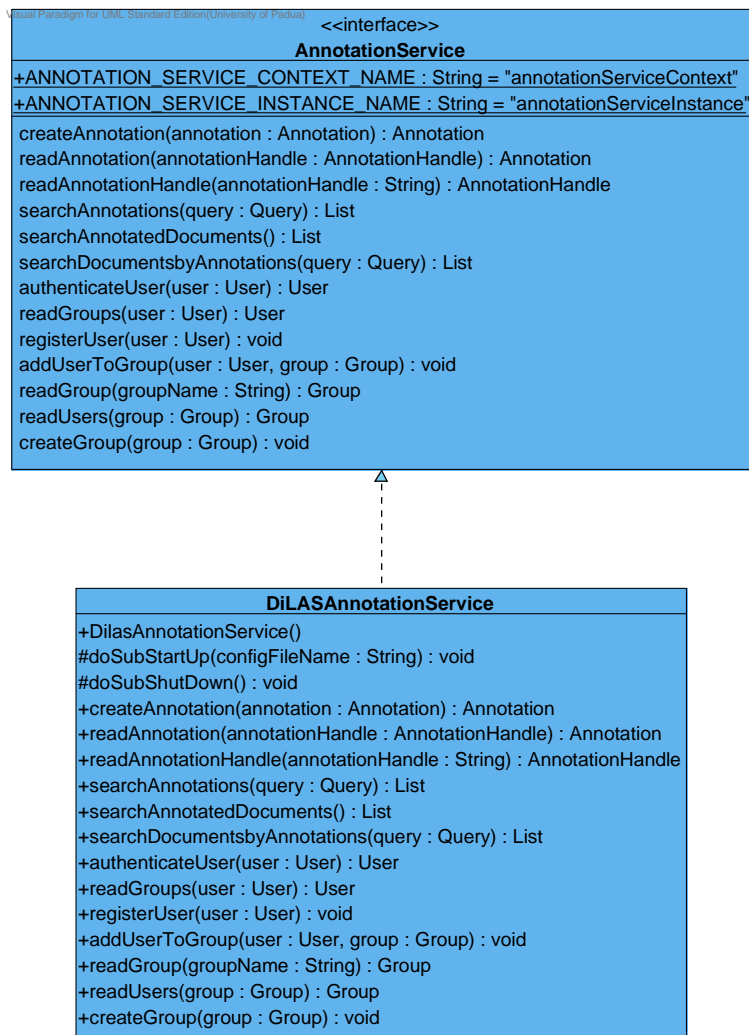 Visual Paradigm for UML Standard Edition(University of Padua)
<<interface>>
AnnotationService
+ANNOTATION_SERVICE_CONTEXT_NAME : String = "annotationServiceContext"
+ANNOTATION_SERVICE_INSTANCE_NAME : String = "annotationServiceInstance"
createAnnotation(annotation : Annotation) : Annotation
readAnnotation(annotationHandle : AnnotationHandle) : Annotation
readAnnotationHandle(annotationHandle : String) : AnnotationHandle
searchAnnotations(query : Query) : List
searchAnnotatedDocuments() : List
searchDocumentsbyAnnotations(query : Query) : List
authenticateUser(user : User) : User
readGroups(user : User) : User
registerUser(user : User) : void
addUserToGroup(user : User, group : Group) : void
readGroup(groupName : String) : Group
readUsers(group : Group) : Group
createGroup(group : Group) : void
DiLASAnnotationService
+DilasAnnotationService()
#doSubStartUp(configFileName : String) : void
#doSubShutDown() : void
+createAnnotation(annotation : Annotation) : Annotation
+readAnnotation(annotationHandle : AnnotationHandle) : Annotation
+readAnnotationHandle(annotationHandle : String) : AnnotationHandle
+searchAnnotations(query : Query) : List
+searchAnnotatedDocuments() : List
+searchDocumentsbyAnnotations(query : Query) : List
+authenticateUser(user : User) : User
+readGroups(user : User) : User
+registerUser(user : User) : void
+addUserToGroup(user : User, group : Group) : void
+readGroup(groupName : String) : Group
+readUsers(group : Group) : Group
+createGroup(group : Group) : void